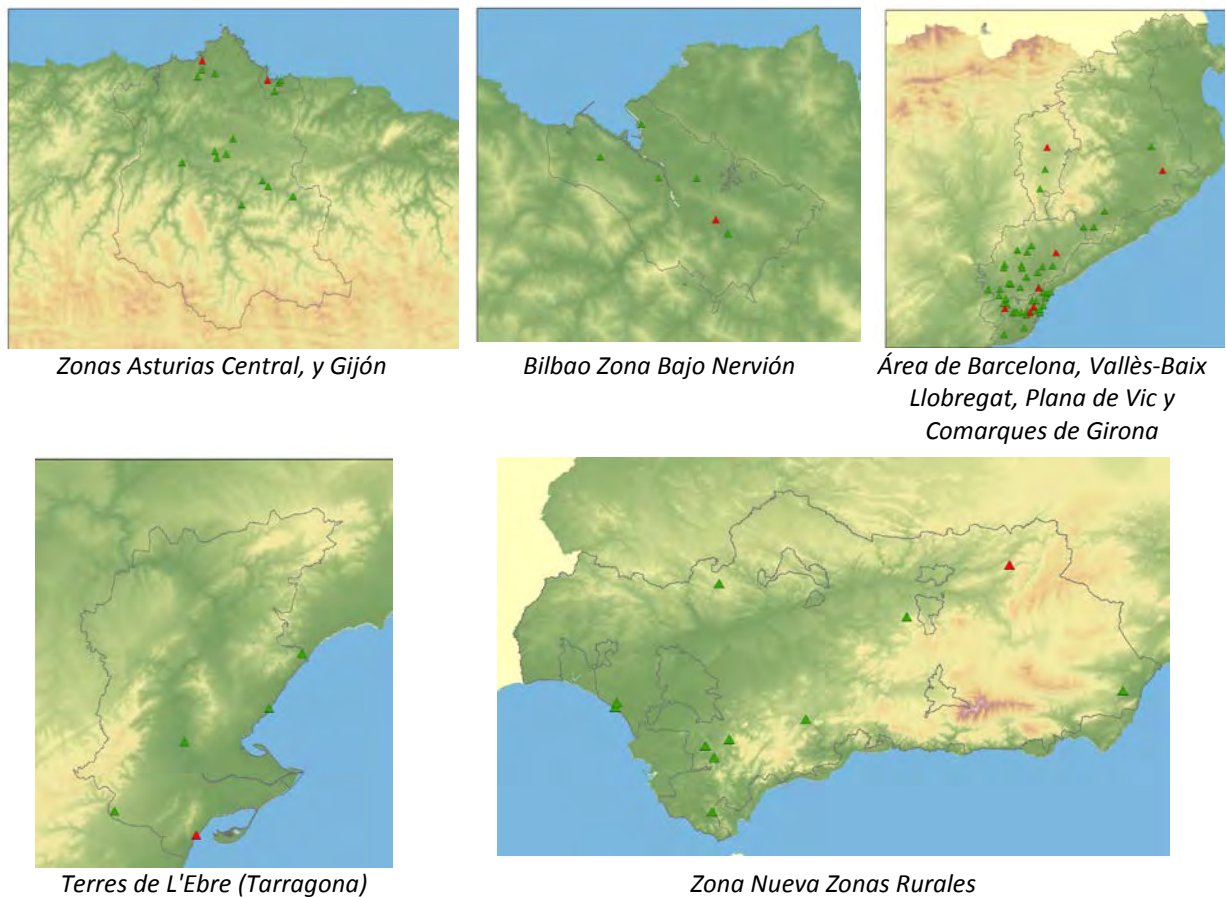 Zonas Asturias Central, y Gijón
Bilbao Zona Bajo Nervión
Área de Barcelona, Vallès-Baix
Llobregat, Plana de Vic y
Comarques de Girona
Terres de L'Ebre (Tarragona)
Zona Nueva Zonas Rurales